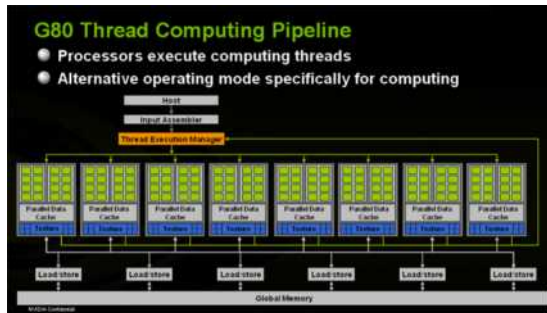 G80 Thread Computing Pipeline
Processors execute computing threads
Alternative operating mode specifically for computing
Host
Input Assembler
Thread Execution Manager
Parallel Data Cache
Parallel Data Cache
Parallel Data Cache
Parallel Data Cache
Parallel Data Cache
Parallel Data Cache
Parallel Data Cache
Parallel Data Cache
Texture
Texture
Texture
Texture
Texture
Texture
Texture
Texture
Load/store
Load/store
Load/store
Load/store
Load/store
Load/store
Global Memory
NVIDIA Confidential